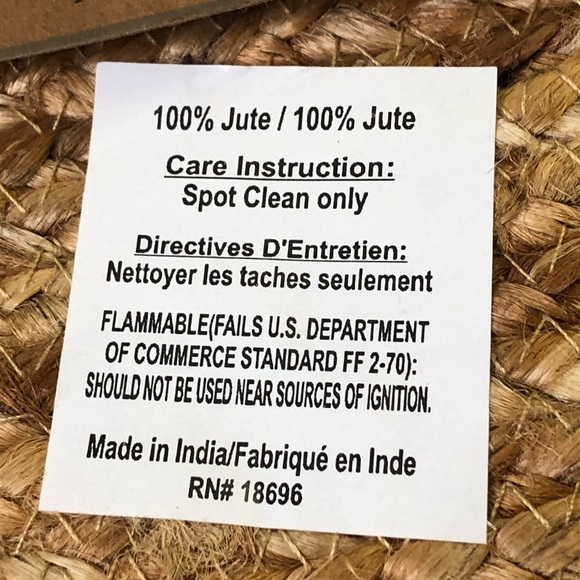 100% Jute / 100% Jute
Care Instruction:
Spot Clean only
Directives D'Entretien:
Nettoyer les taches seulement
FLAMMABLE(FAILS U.S. DEPARTMENT
OF COMMERCE STANDARD FF 2-70):
SHOULD NOT BE USED NEAR SOURCES OF IGNITION.
Made in India/Fabriqué en Inde
RN# 18696